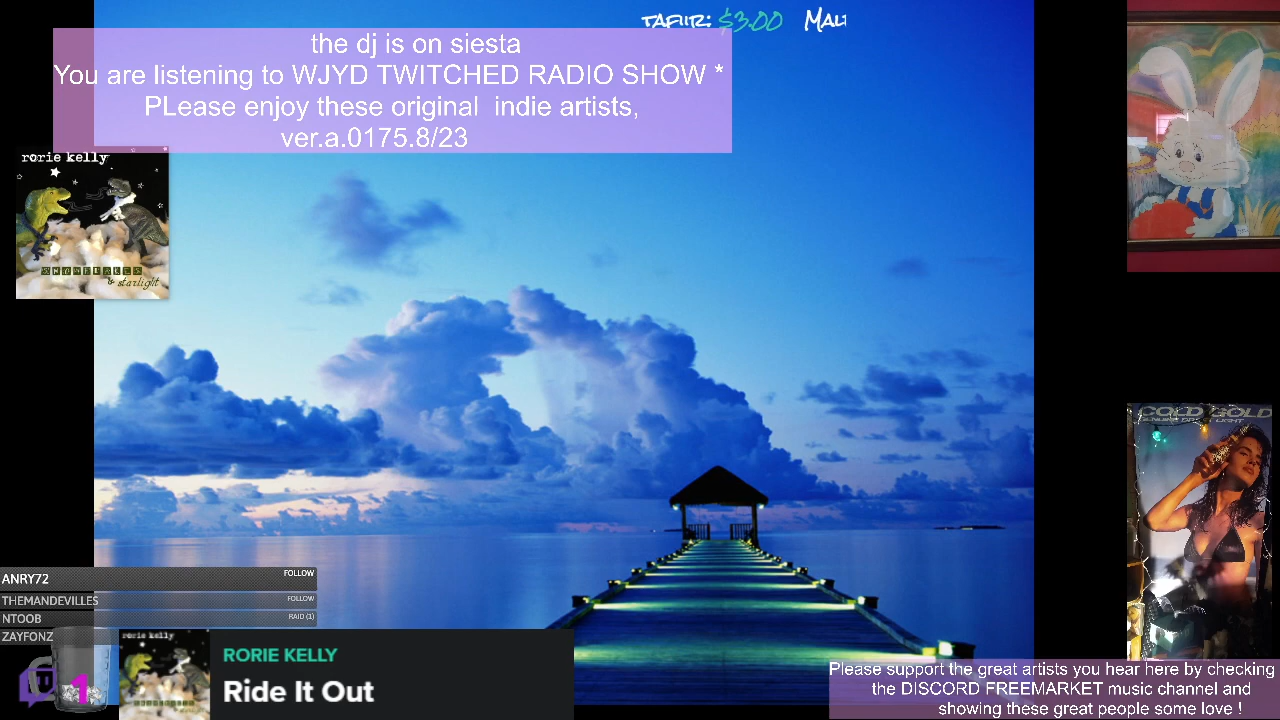 TAFIIR: $3.00 MALI
the dj is on siesta
You are listening to WJYD TWITCHED RADIO SHOW *
PLease enjoy these original indie artists,
ver.a.0175.8/23
rorie kelly
& starlight
COLD GOLD
ANRY72 FOLLOW
THEMANDEVILLES FOLLOW
NTOOB RAID (1)
ZAYFONZ
1
rorie kelly
RORIE KELLY
Ride It Out
Please support the great artists you hear here by checking
the DISCORD FREEMARKET music channel and
showing these great people some love !